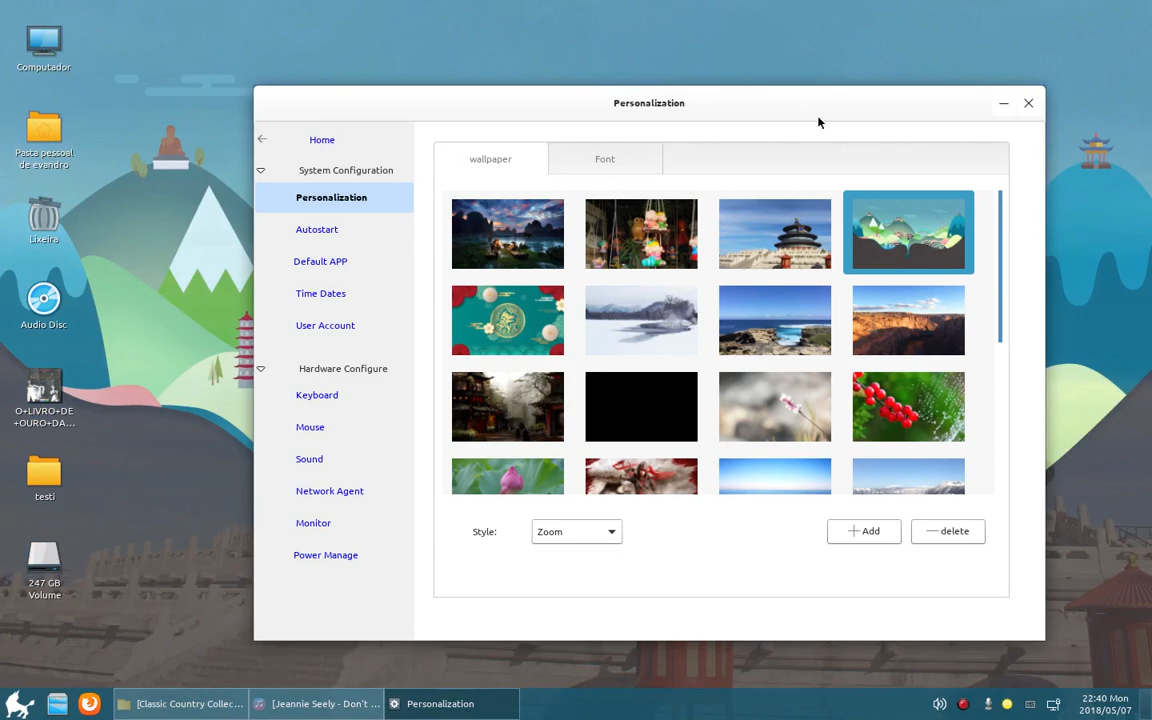 Computador
Pasta pessoal
de evandro
Lixeira
Audio Disc
O+LIVRO+DE
+OURO+DA...
testi
247 GB
Volume
Personalization
Home
System Configuration
Personalization
Autostart
Default APP
Time Dates
User Account
Hardware Configure
Keyboard
Mouse
Sound
Network Agent
Monitor
Power Manage
wallpaper
Font
Style:
Zoom
Add
delete
[Classic Country Collec...
[Jeannie Seely - Don't ...
Personalization
22:40 Mon
2018/05/07